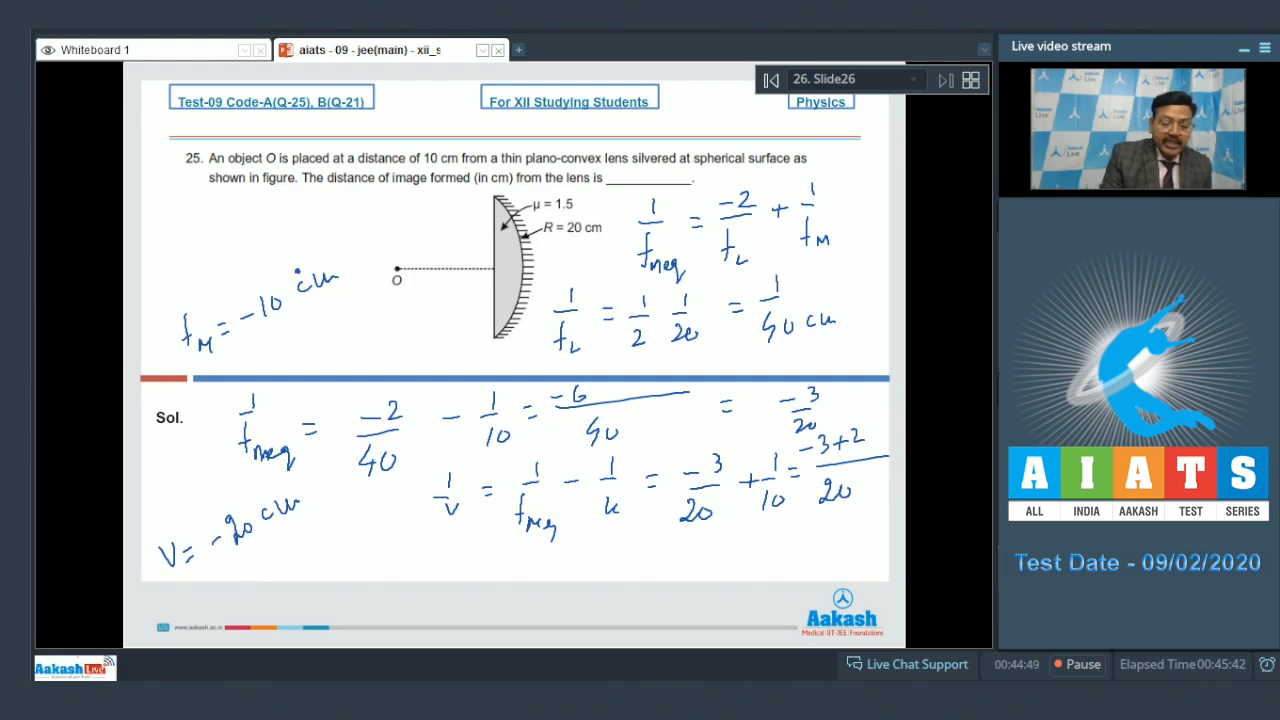 Whiteboard 1
aiats - 09 - jee(main) - xii_s
Live video stream
26. Slide26
Test-09 Code-A(Q-25), B(Q-21)
For XII Studying Students
Physics
25. An object O is placed at a distance of 10 cm from a thin plano-convex lens silvered at spherical surface as
shown in figure. The distance of image formed (in cm) from the lens is ____________.
μ = 1.5
R = 20 cm
O
1/f_meq = -2/f_L + 1/f_M
f_M = -10 cm
1/f_L = 1/2 1/20 = 1/40 cm
Sol.
1/f_meq = -2/40 - 1/10 = -6/40 = -3/20
1/v = 1/f_meq - 1/u = -3/20 + 1/10 = -3+2/20
V = -20 cm
www.aakash.ac.in
Aakash
Medical | IIT-JEE | Foundations
A I A T S
ALL INDIA AAKASH TEST SERIES
Test Date - 09/02/2020
Aakash Live
Live Chat Support
00:44:49
Pause
Elapsed Time 00:45:42